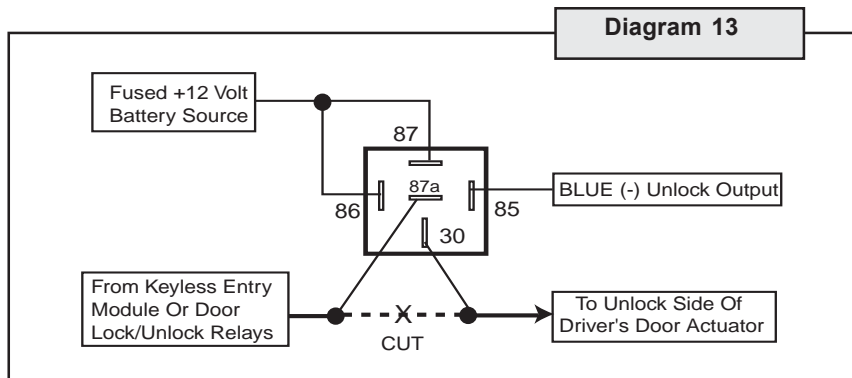 Diagram 13
Fused +12 Volt
Battery Source
87
87a
86
85
BLUE (-) Unlock Output
30
From Keyless Entry
Module Or Door
Lock/Unlock Relays
X
CUT
To Unlock Side Of
Driver's Door Actuator